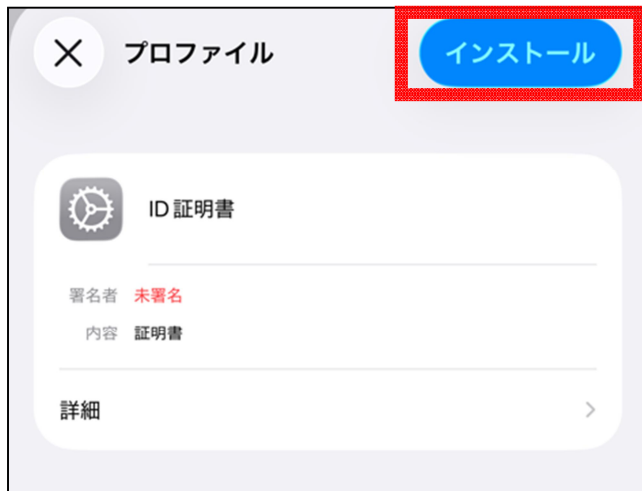 プロファイル
インストール
ID 証明書
署名者 未署名
内容 証明書
詳細